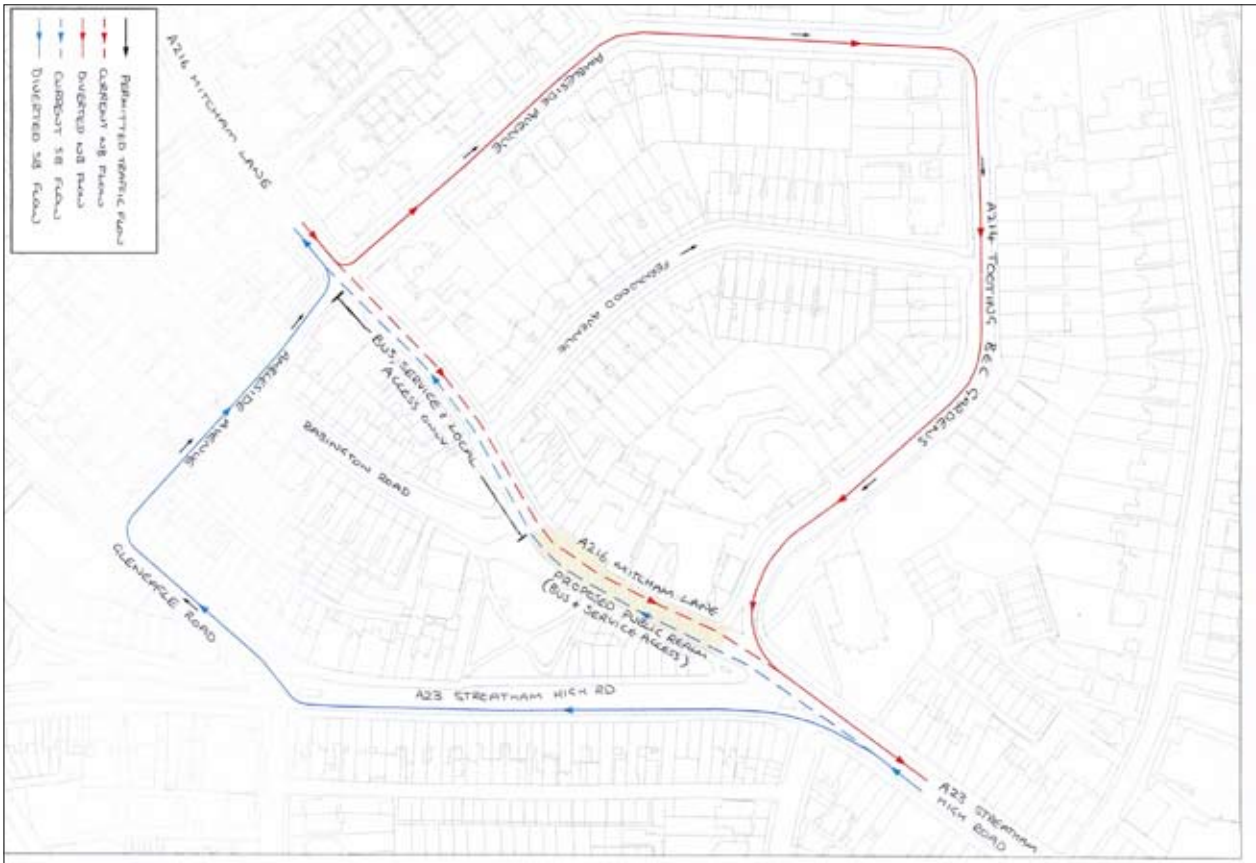 PERMITTED TRAFFIC FLOW
CURRENT NB FLOW
DIVERTED NB FLOW
CURRENT SB FLOW
DIVERTED SB FLOW
A216 MITCHAM LANE
AMBLESIDE AVENUE
A214 TOOTING BEC GARDENS
FERNWOOD AVENUE
BUS, SERVICE & LOCAL
ACCESS ONLY
AMBLESIDE AVENUE
BABINGTON ROAD
GLENEAGLE ROAD
A216 MITCHAM LANE
PROPOSED PUBLIC REALM
(BUS & SERVICE ACCESS)
A23 STREATHAM HIGH RD
A23 STREATHAM
HIGH ROAD